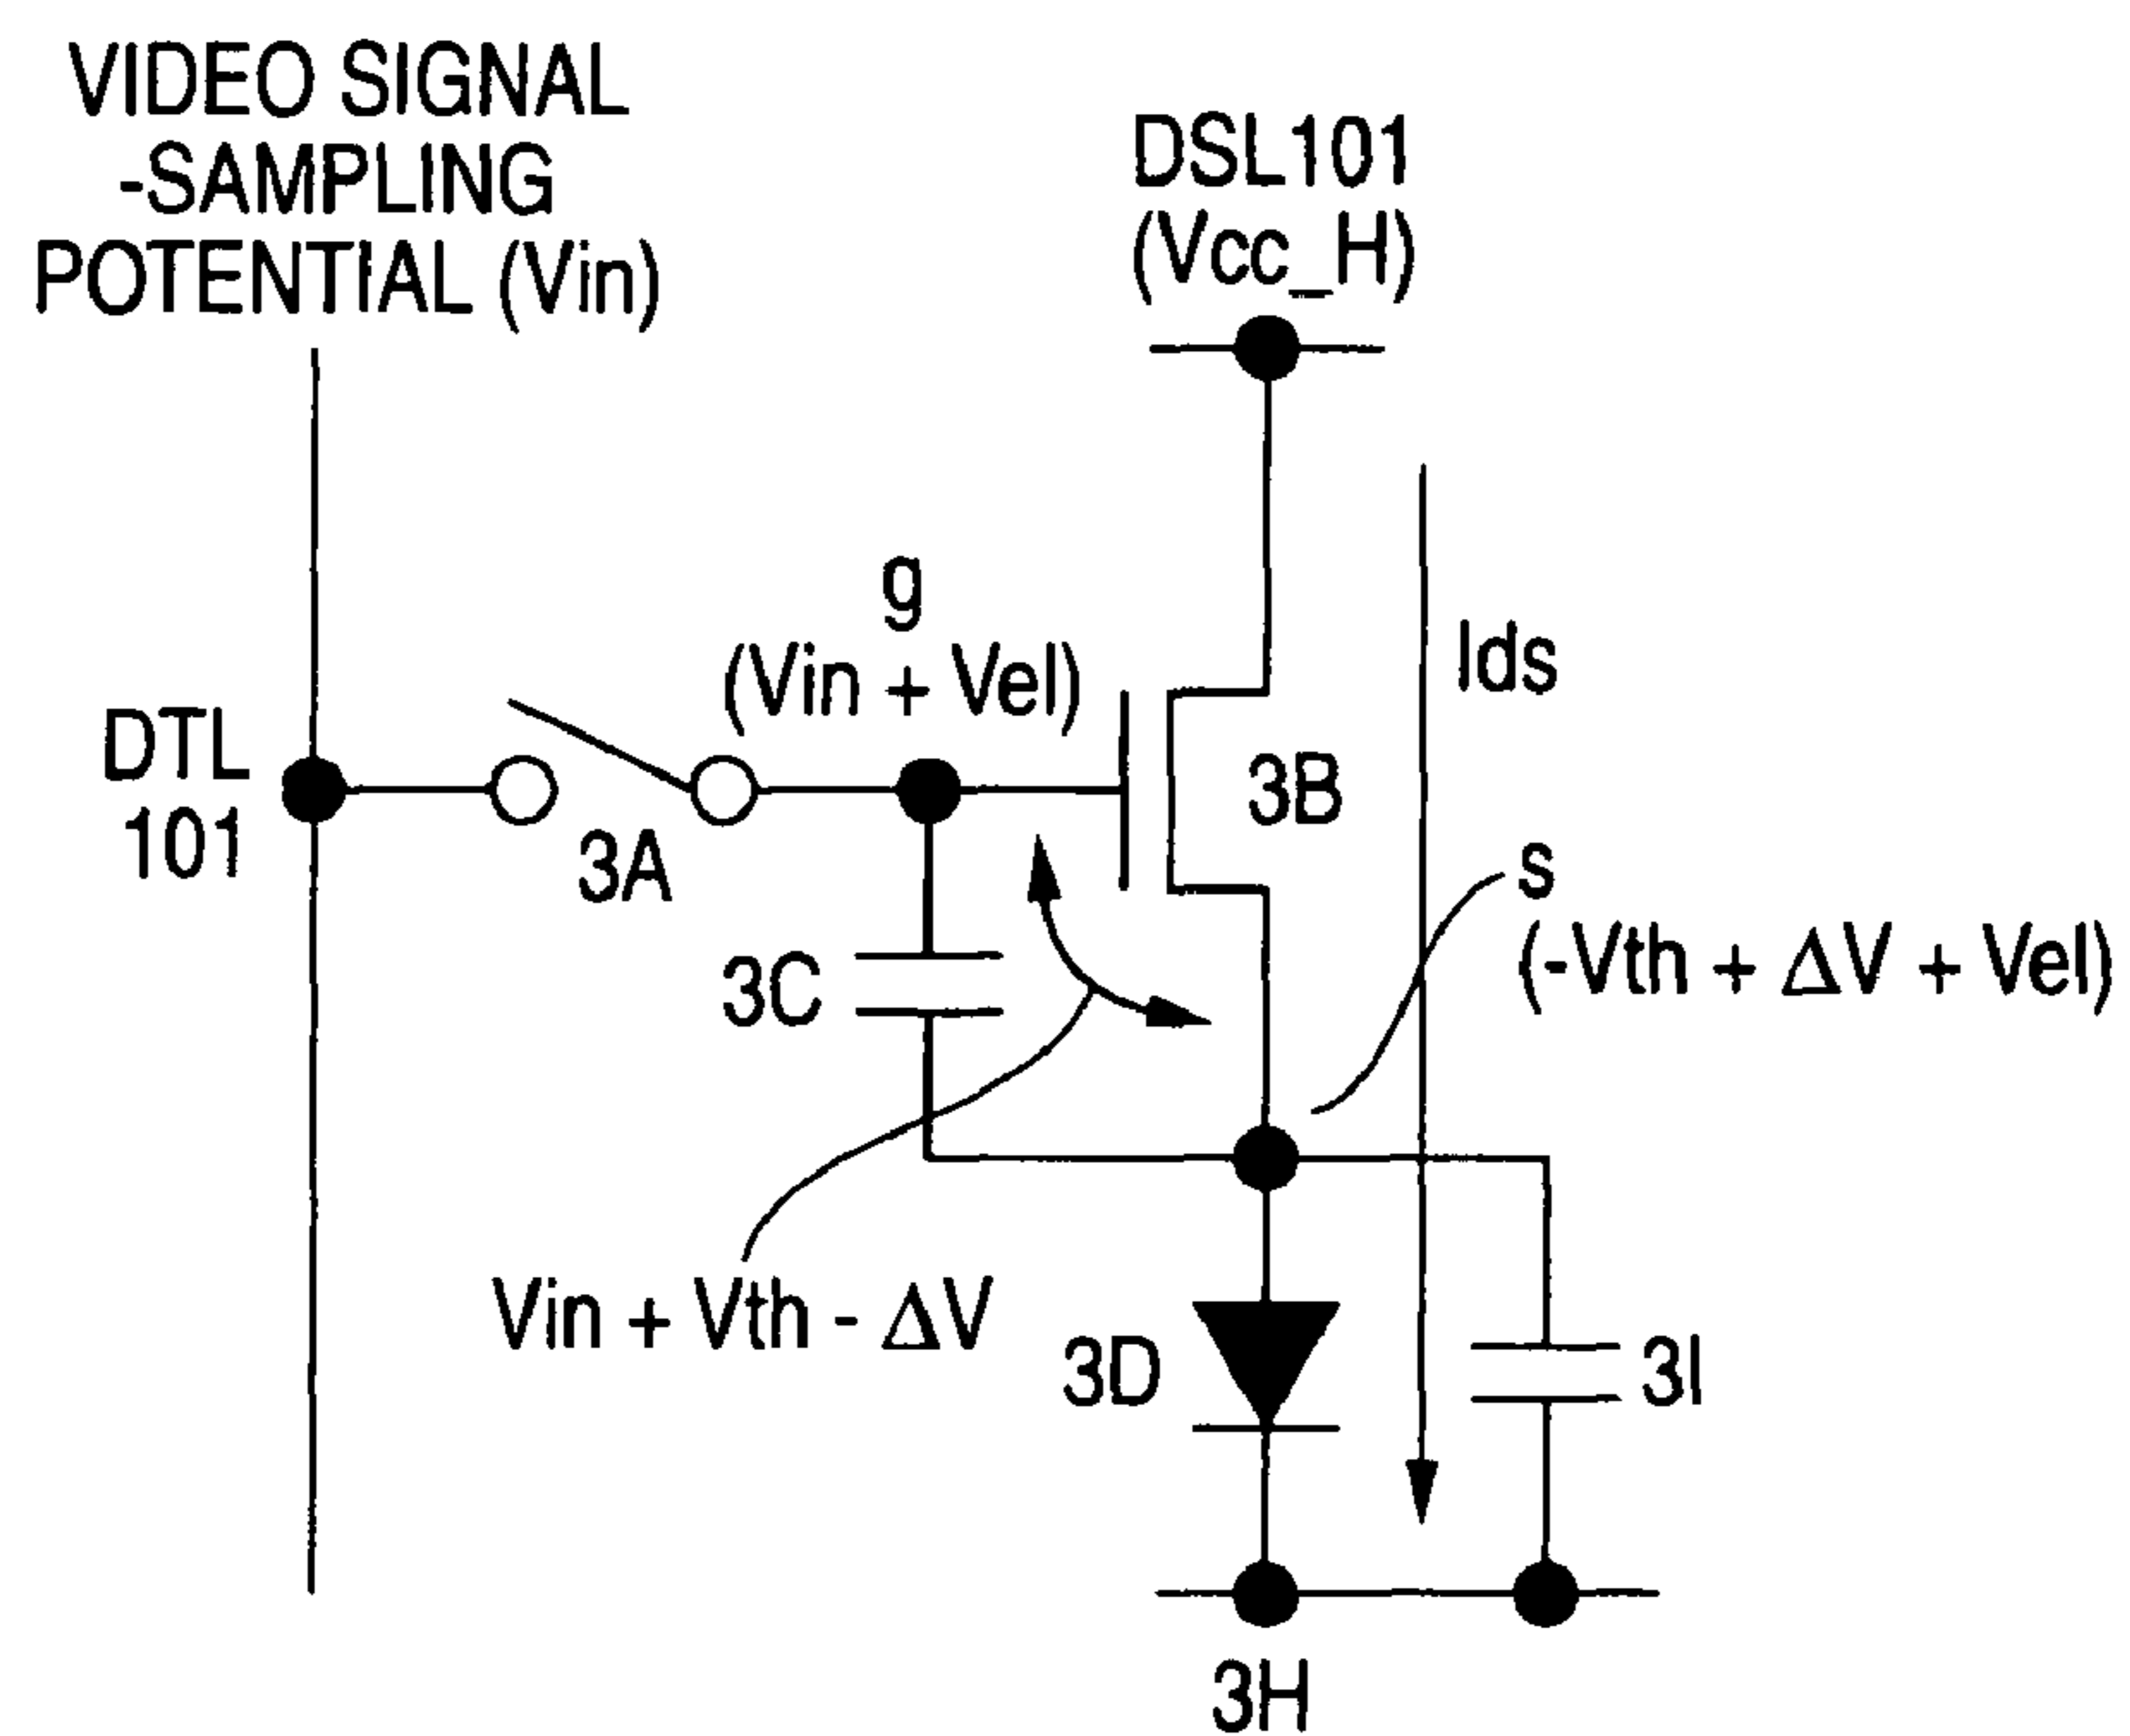 VIDEO SIGNAL
-SAMPLING
POTENTIAL (Vin)
DSL101
(Vcc_H)
g
(Vin + Vel)
Ids
DTL
101
3A
3B
s
(-Vth + ΔV + Vel)
3C
Vin + Vth - ΔV
3D
3I
3H